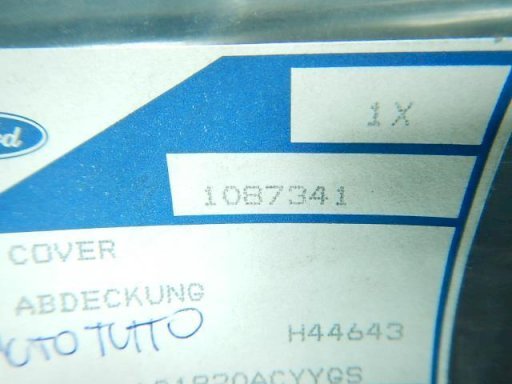 1X
1087341
COVER
ABDECKUNG
TUTTO
H44643